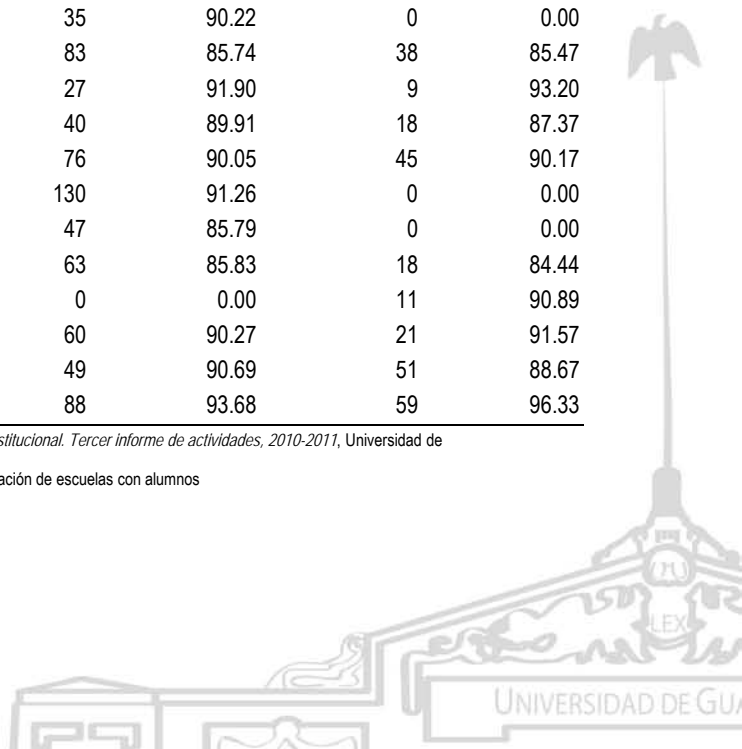 35 90.22 0 0.00
83 85.74 38 85.47
27 91.90 9 93.20
40 89.91 18 87.37
76 90.05 45 90.17
130 91.26 0 0.00
47 85.79 0 0.00
63 85.83 18 84.44
0 0.00 11 90.89
60 90.27 21 91.57
49 90.69 51 88.67
88 93.68 59 96.33
stitucional. Tercer informe de actividades, 2010-2011, Universidad de
ación de escuelas con alumnos
LEX
UNIVERSIDAD DE GUA